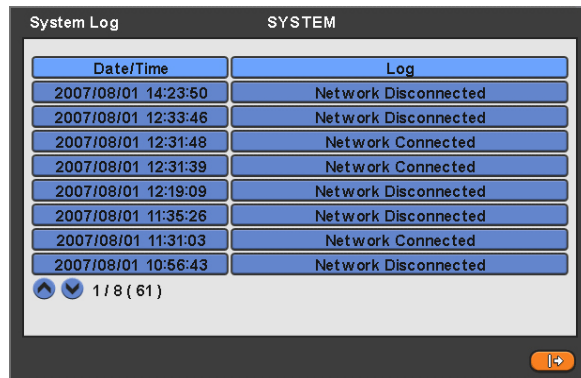 System Log SYSTEM
Date/Time Log
2007/08/01 14:23:50 Network Disconnected
2007/08/01 12:33:46 Network Disconnected
2007/08/01 12:31:48 Network Connected
2007/08/01 12:31:39 Network Connected
2007/08/01 12:19:09 Network Disconnected
2007/08/01 11:35:26 Network Disconnected
2007/08/01 11:31:03 Network Connected
2007/08/01 10:56:43 Network Disconnected
1 / 8 ( 61 )